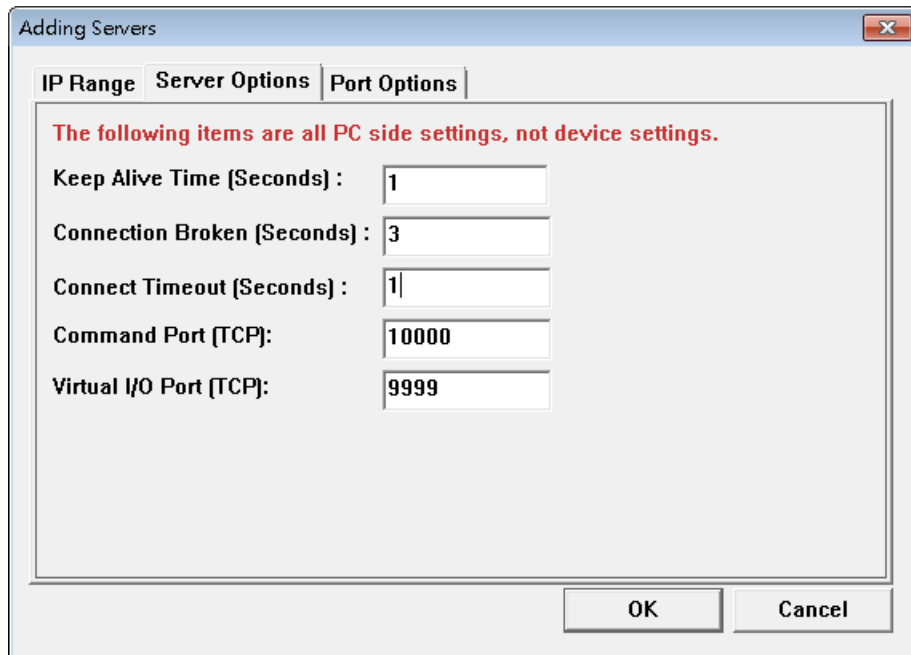 Adding Servers
IP Range Server Options Port Options
The following items are all PC side settings, not device settings.
Keep Alive Time (Seconds) : 1
Connection Broken (Seconds) : 3
Connect Timeout (Seconds) : 1
Command Port (TCP): 10000
Virtual I/O Port (TCP): 9999
OK Cancel